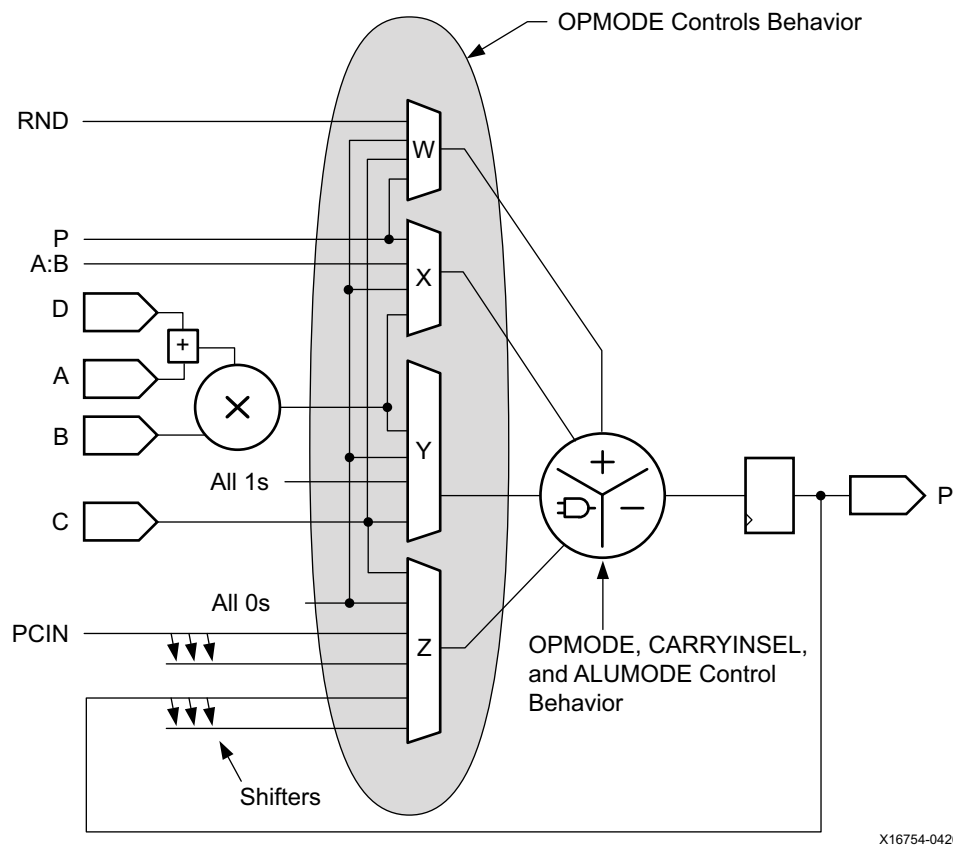 OPMODE Controls Behavior
RND
W
P
A:B
X
D
+
A
×
B
Y
All 1s
+
−
P
C
All 0s
PCIN
Z
OPMODE, CARRYINSEL,
and ALUMODE Control
Behavior
Shifters